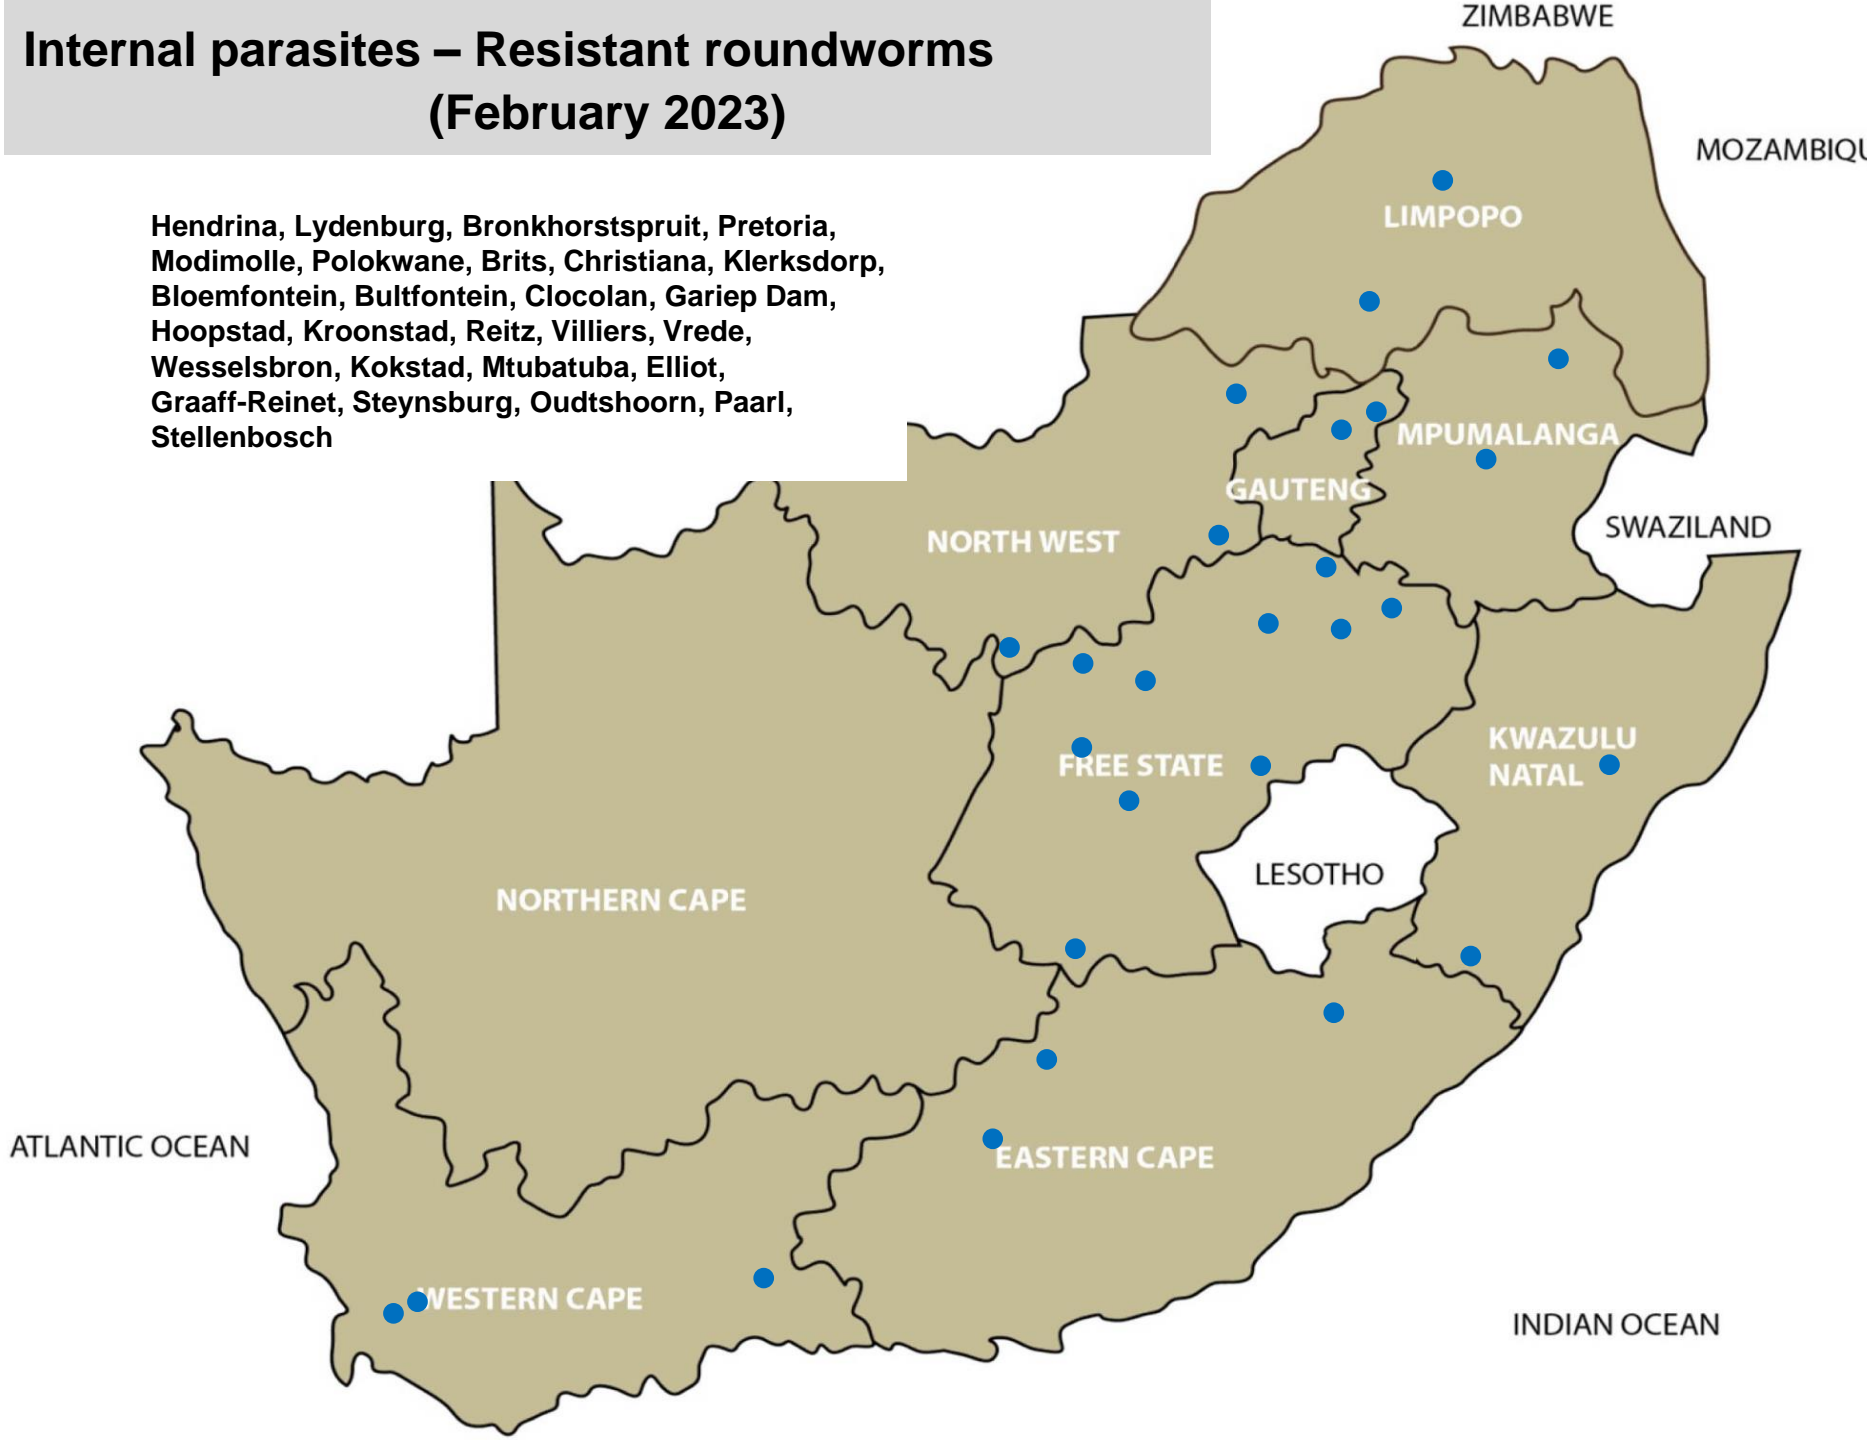 Internal parasites – Resistant roundworms
(February 2023)
Hendrina, Lydenburg, Bronkhorstspruit, Pretoria,
Modimolle, Polokwane, Brits, Christiana, Klerksdorp,
Bloemfontein, Bultfontein, Clocolan, Gariep Dam,
Hoopstad, Kroonstad, Reitz, Villiers, Vrede,
Wesselsbron, Kokstad, Mtubatuba, Elliot,
Graaff-Reinet, Steynsburg, Oudtshoorn, Paarl,
Stellenbosch
ZIMBABWE
MOZAMBIQU
LIMPOPO
MPUMALANGA
GAUTENG
SWAZILAND
NORTH WEST
KWAZULU
NATAL
FREE STATE
LESOTHO
NORTHERN CAPE
ATLANTIC OCEAN
EASTERN CAPE
WESTERN CAPE
INDIAN OCEAN